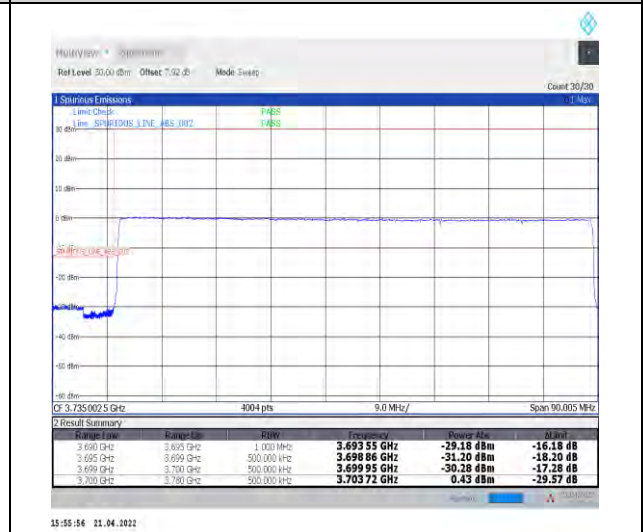 MultiView
Ref Level 30.00 dBm Offset 7.92 dB Mode Sweep
Count 30/30
1 Spurious Emissions
Limit Check PASS
Line _SPURIOUS_LINE_ABS_002 PASS
30 dBm
20 dBm
10 dBm
0 dBm
-20 dBm
-30 dBm
-40 dBm
-50 dBm
-60 dBm
CF 3.735 002 5 GHz 4004 pts 9.0 MHz/ Span 90.005 MHz
2 Result Summary
Range Low Range Up RBW Frequency Power Abs ΔLimit
3.690 GHz 3.695 GHz 1.000 MHz 3.693 55 GHz -29.18 dBm -16.18 dB
3.695 GHz 3.699 GHz 500.000 kHz 3.698 86 GHz -31.20 dBm -18.20 dB
3.699 GHz 3.700 GHz 500.000 kHz 3.699 95 GHz -30.28 dBm -17.28 dB
3.700 GHz 3.780 GHz 500.000 kHz 3.703 72 GHz 0.43 dBm -29.57 dB
15:55:56 21.04.2022